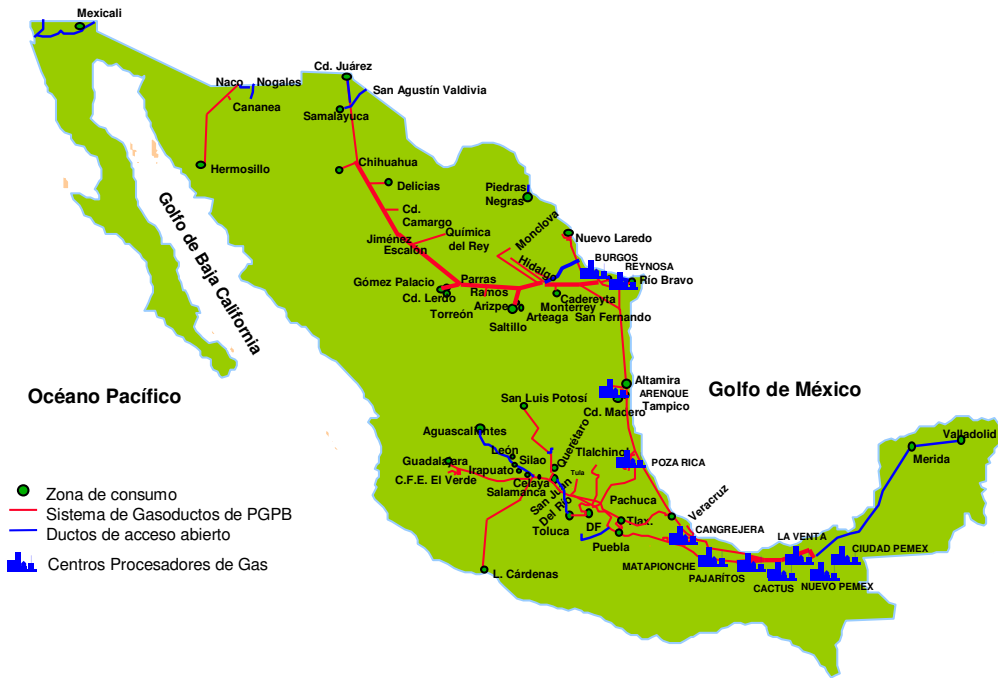 Mexicali
Cd. Juárez
Naco
Nogales
San Agustín Valdivia
Cananea
Samalayuca
Hermosillo
Chihuahua
Delicias
Piedras
Negras
Cd.
Camargo
Química
del Rey
Jiménez
Escalón
Monclova
Nuevo Laredo
Hidalgo
BURGOS
REYNOSA
Río Bravo
Golfo de Baja California
Gómez Palacio
Parras
Cd. Lerdo
Ramos
Arizpe
Torreón
Saltillo
Arteaga
Cadereyta
Monterrey
San Fernando
Océano Pacífico
Golfo de México
Altamira
ARENQUE
Cd. Madero
Tampico
San Luis Potosí
Aguascalientes
León
Silao
Querétaro
Tlalchino
Guadalajara
Irapuato
C.F.E. El Verde
Celaya
Salamanca
Tula
POZA RICA
San Juan
Del Río
Pachuca
Veracruz
Valladolid
Merida
Toluca
DF
Tlax.
Puebla
CANGREJERA
LA VENTA
CIUDAD PEMEX
MATAPIONCHE
PAJARÍTOS
CACTUS
NUEVO PEMEX
L. Cárdenas
Zona de consumo
Sistema de Gasoductos de PGPB
Ductos de acceso abierto
Centros Procesadores de Gas